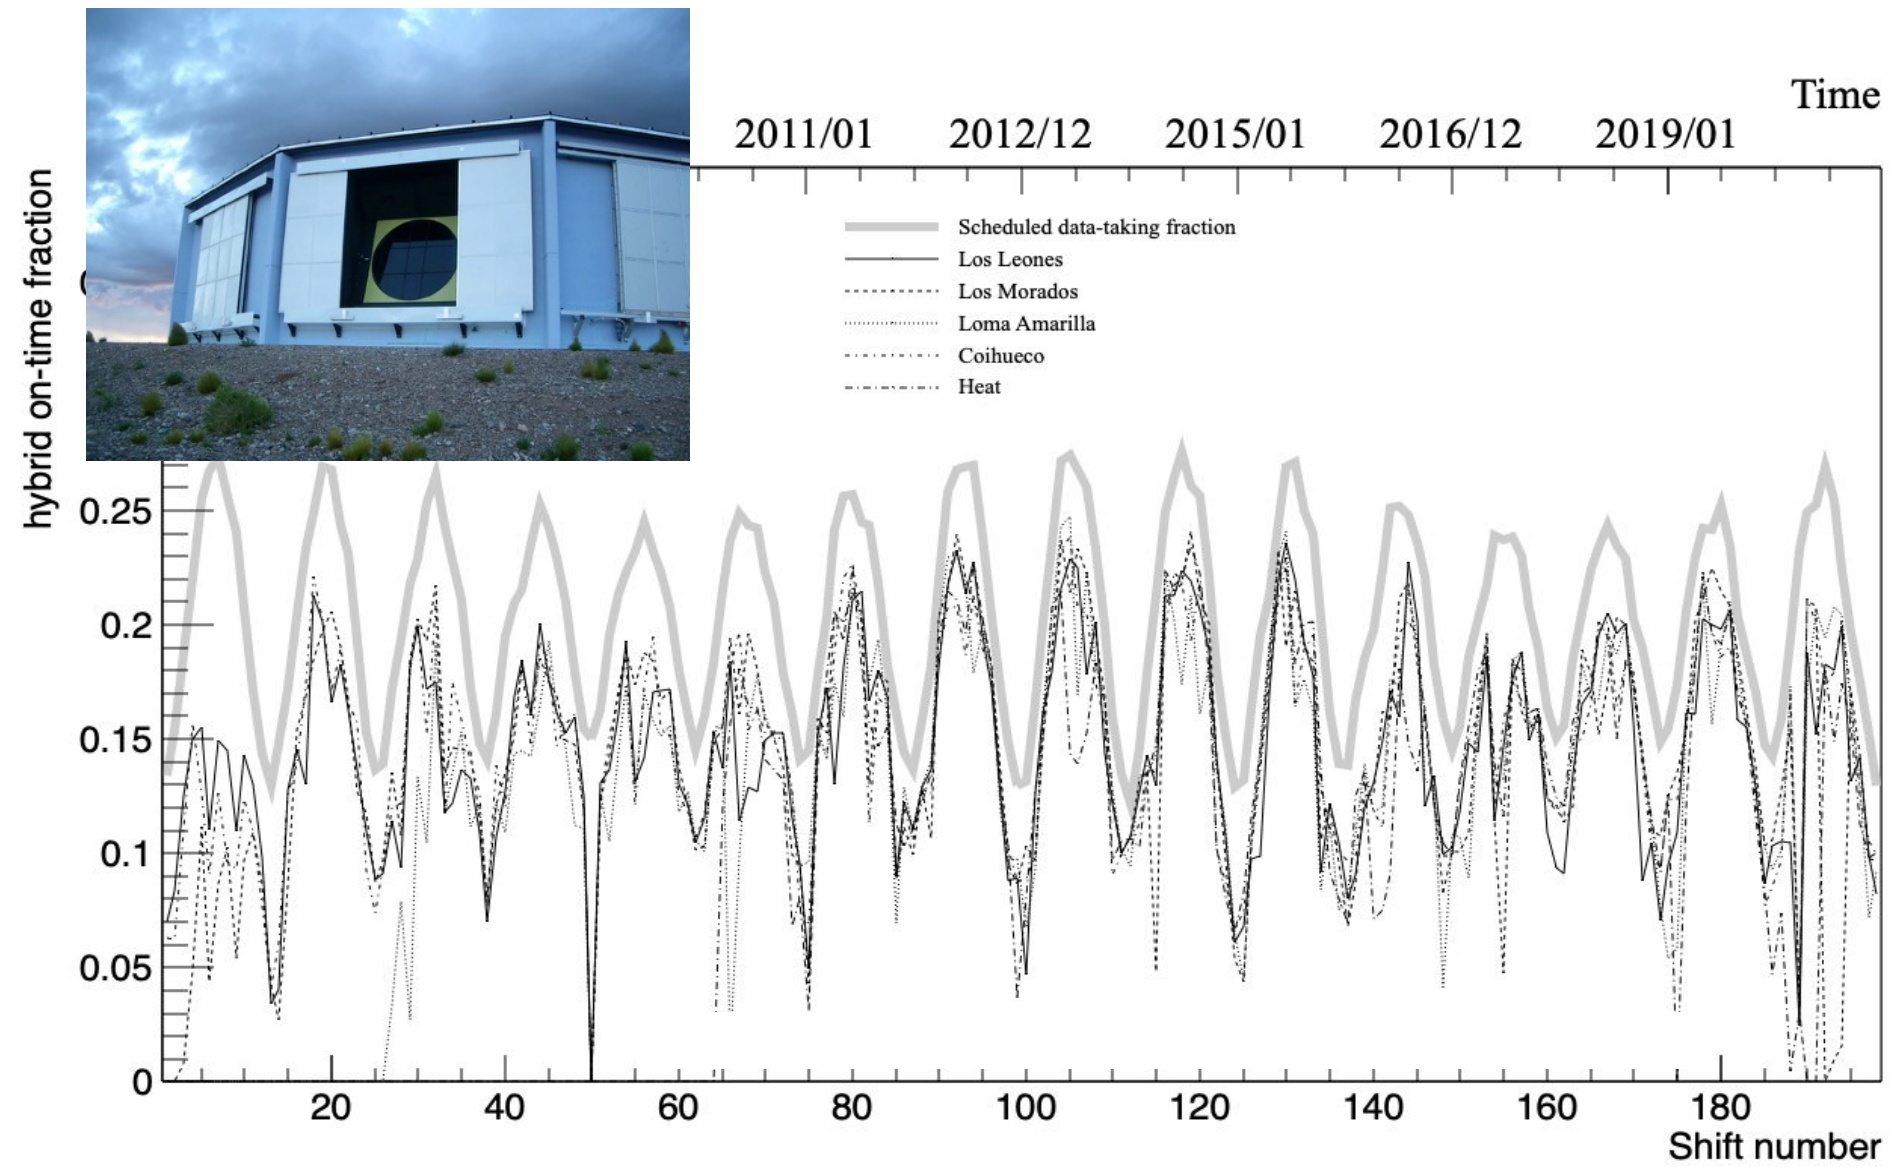 Time
2011/01 2012/12 2015/01 2016/12 2019/01
hybrid on-time fraction
Scheduled data-taking fraction
Los Leones
Los Morados
Loma Amarilla
Coihueco
Heat
0.25
0.2
0.15
0.1
0.05
0
20 40 60 80 100 120 140 160 180
Shift number